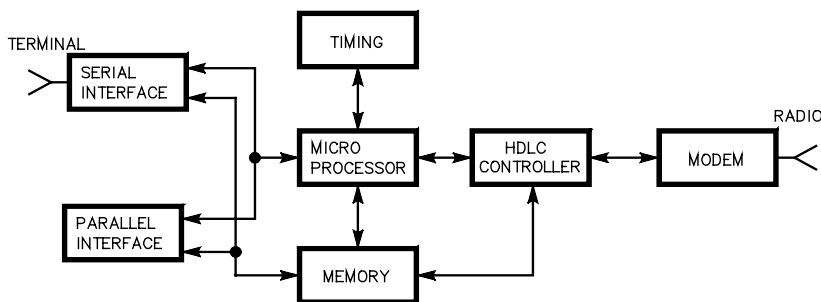 TERMINAL
SERIAL
INTERFACE
TIMING
MICRO
PROCESSOR
HDLC
CONTROLLER
MODEM
RADIO
PARALLEL
INTERFACE
MEMORY